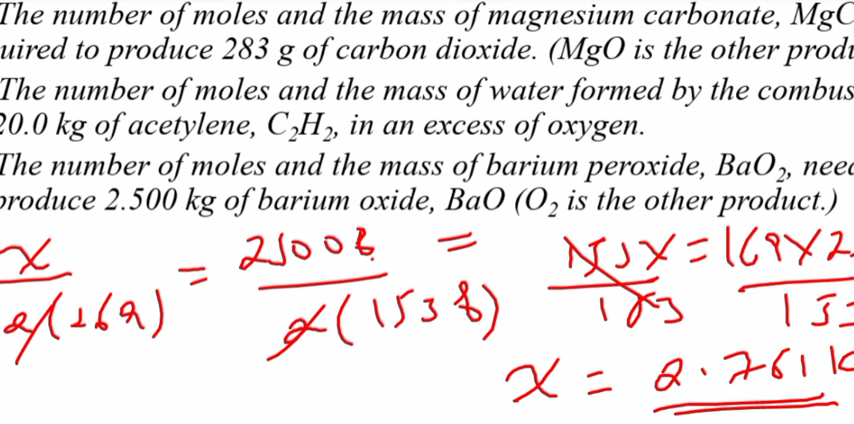 The number of moles and the mass of magnesium carbonate, MgC
uired to produce 283 g of carbon dioxide. (MgO is the other produ
The number of moles and the mass of water formed by the combus
20.0 kg of acetylene, C₂H₂, in an excess of oxygen.
The number of moles and the mass of barium peroxide, BaO₂, need
produce 2.500 kg of barium oxide, BaO (O₂ is the other product.)
x = 2500g = 153x = 169x2
2(169) 2(153g) 153 153
x = 2.761 k